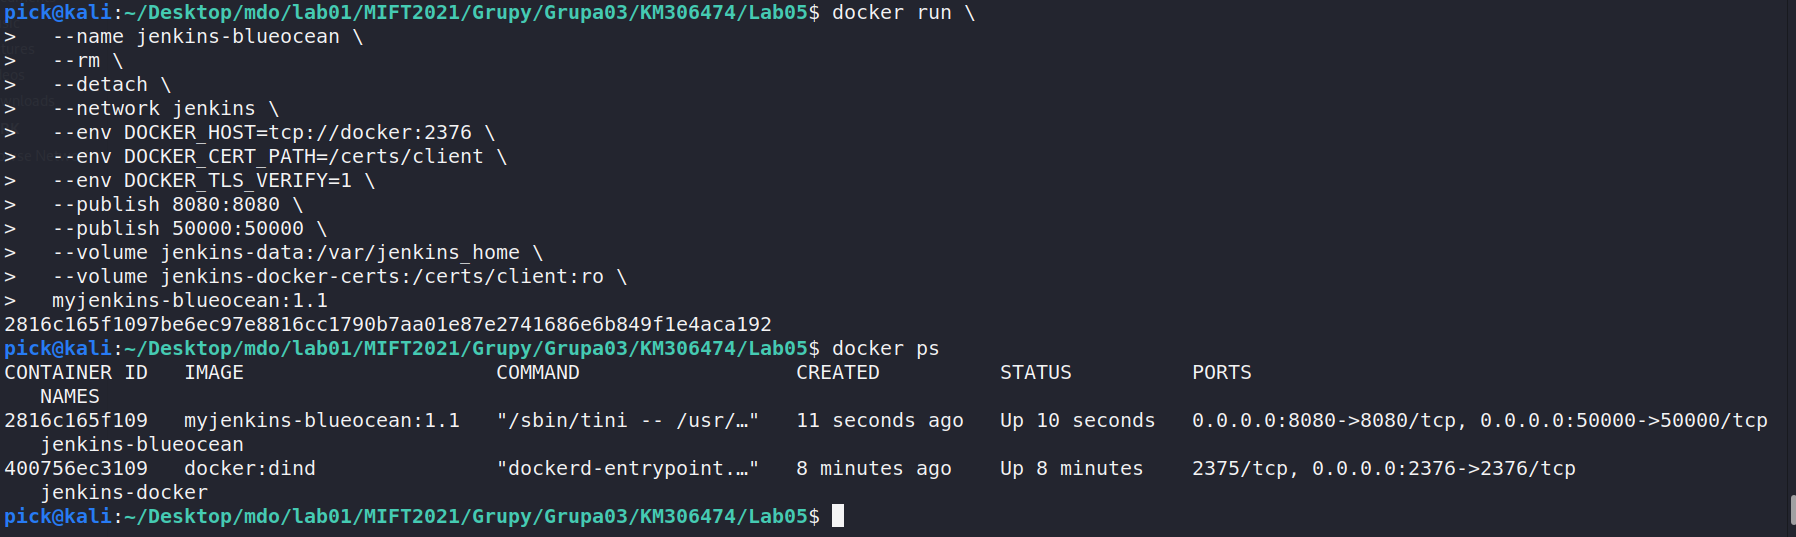 pick@kali:~/Desktop/mdo/lab01/MIFT2021/Grupy/Grupa03/KM306474/Lab05$ docker run \
>   --name jenkins-blueocean \
>   --rm \
>   --detach \
>   --network jenkins \
>   --env DOCKER_HOST=tcp://docker:2376 \
>   --env DOCKER_CERT_PATH=/certs/client \
>   --env DOCKER_TLS_VERIFY=1 \
>   --publish 8080:8080 \
>   --publish 50000:50000 \
>   --volume jenkins-data:/var/jenkins_home \
>   --volume jenkins-docker-certs:/certs/client:ro \
>   myjenkins-blueocean:1.1
2816c165f1097be6ec97e8816cc1790b7aa01e87e2741686e6b849f1e4aca192
pick@kali:~/Desktop/mdo/lab01/MIFT2021/Grupy/Grupa03/KM306474/Lab05$ docker ps
CONTAINER ID   IMAGE                     COMMAND                  CREATED          STATUS          PORTS
   NAMES
2816c165f109   myjenkins-blueocean:1.1   "/sbin/tini -- /usr/…"   11 seconds ago   Up 10 seconds   0.0.0.0:8080->8080/tcp, 0.0.0.0:50000->50000/tcp
   jenkins-blueocean
400756ec3109   docker:dind               "dockerd-entrypoint.…"   8 minutes ago    Up 8 minutes    2375/tcp, 0.0.0.0:2376->2376/tcp
   jenkins-docker
pick@kali:~/Desktop/mdo/lab01/MIFT2021/Grupy/Grupa03/KM306474/Lab05$